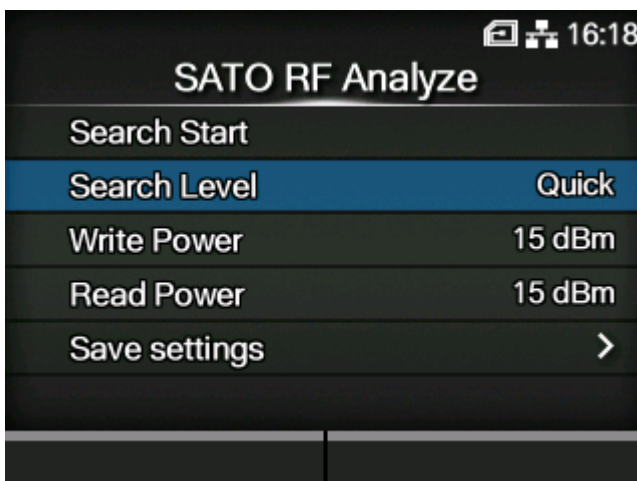 16:18
SATO RF Analyze
Search Start
Search Level Quick
Write Power 15 dBm
Read Power 15 dBm
Save settings >